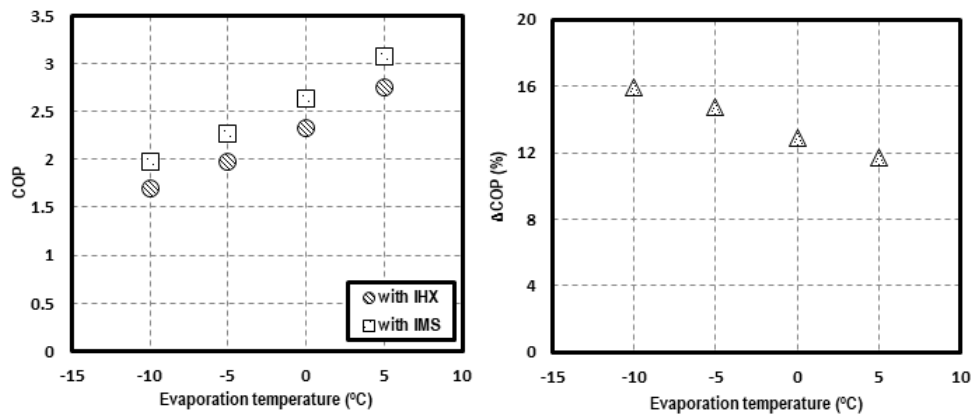 3.5
3
2.5
2
1.5
1
0.5
0
COP
-15 -10 -5 0 5 10
Evaporation temperature (ºC)
with IHX
with IMS
20
16
12
8
4
0
ΔCOP (%)
-15 -10 -5 0 5 10
Evaporation temperature (ºC)